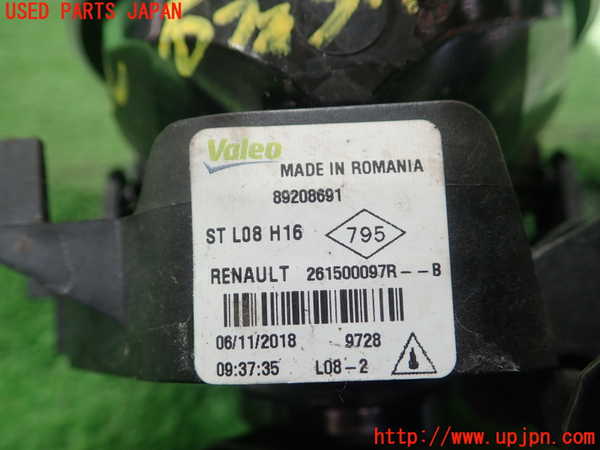 USED PARTS JAPAN
Valeo
MADE IN ROMANIA
89208691
ST L08 H16 795
RENAULT 261500097R--B
06/11/2018 9728
09:37:35 L08-2
http://www.upjpn.com/